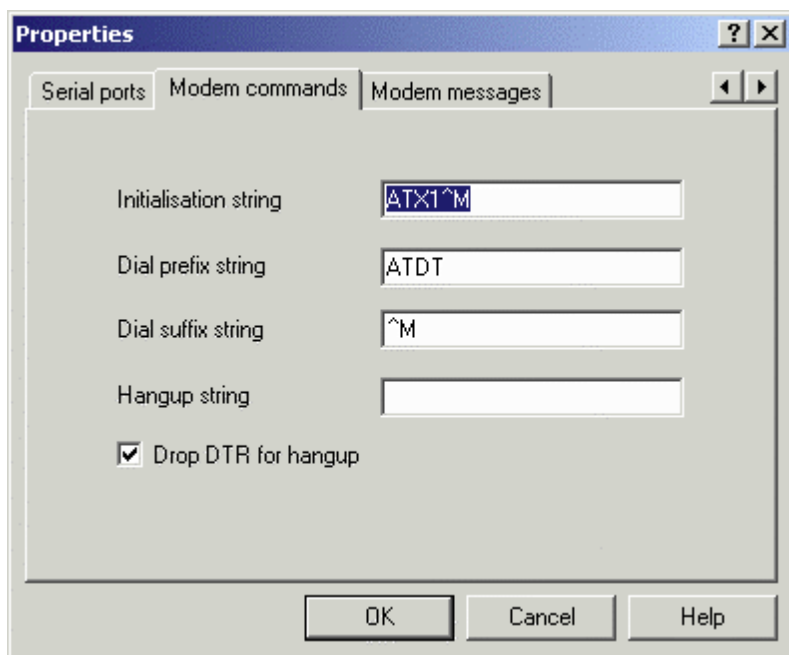 Properties
Serial ports Modem commands Modem messages
Initialisation string ATX1^M
Dial prefix string ATDT
Dial suffix string ^M
Hangup string
Drop DTR for hangup
OK Cancel Help